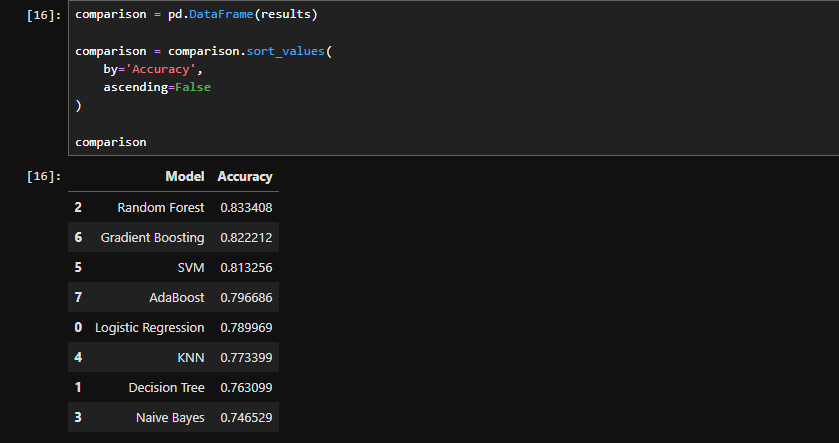 [16]: comparison = pd.DataFrame(results)
comparison = comparison.sort_values(
by='Accuracy',
ascending=False
)
comparison
[16]: Model Accuracy
2 Random Forest 0.833408
6 Gradient Boosting 0.822212
5 SVM 0.813256
7 AdaBoost 0.796686
0 Logistic Regression 0.789969
4 KNN 0.773399
1 Decision Tree 0.763099
3 Naive Bayes 0.746529